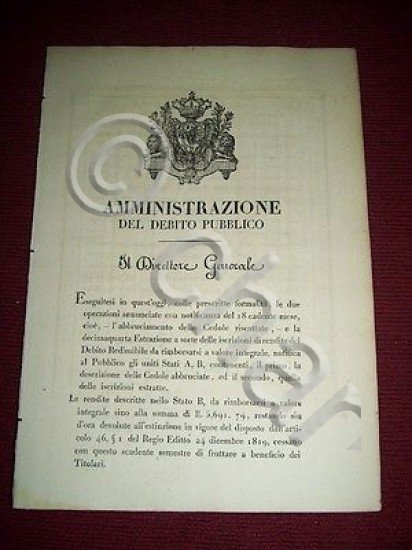 AMMINISTRAZIONE
DEL DEBITO PUBBLICO
Il Direttore Generale
Eseguitesi in quest'oggi, colle prescritte formalità, le due
operazioni annunciate con notificanza del 18 cadente mese,
cioè, — l'abbruciamento delle Cedole riscattate, — e la
decimaquarta Estrazione a sorte delle iscrizioni di rendite del
Debito Redimibile da rimborsarsi a valore integrale, notifica
al Pubblico gli uniti Stati A, B, contenenti, il primo, la
descrizione delle Cedole abbruciate, ed il secondo, quella
delle iscrizioni estratte.
Le rendite descritte nello Stato B, da rimborsarsi a valore
integrale sino alla somma di 5,691. 79, restando sin
d'ora devolute all'estinzione in vigore del disposto dall'arti-
colo 46, § 1 del Regio Editto 24 dicembre 1819, cessano
con questo scadente semestre di fruttare a beneficio dei
Titolari.